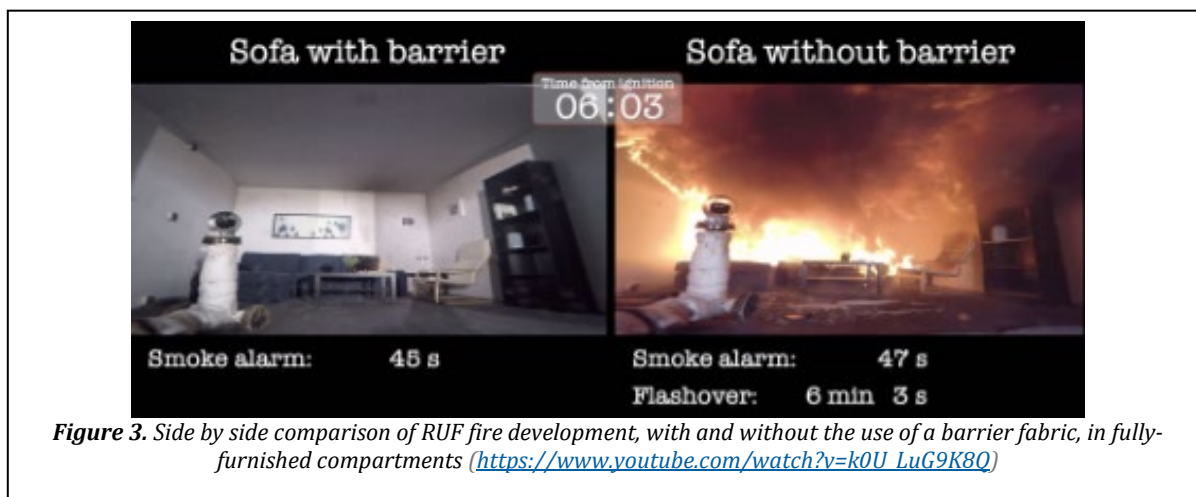 Sofa with barrier
Sofa without barrier
Time from ignition
06:03
Smoke alarm: 45 s
Smoke alarm: 47 s
Flashover: 6 min 3 s
Figure 3. Side by side comparison of RUF fire development, with and without the use of a barrier fabric, in fully-
furnished compartments (https://www.youtube.com/watch?v=k0U_LuG9K8Q)